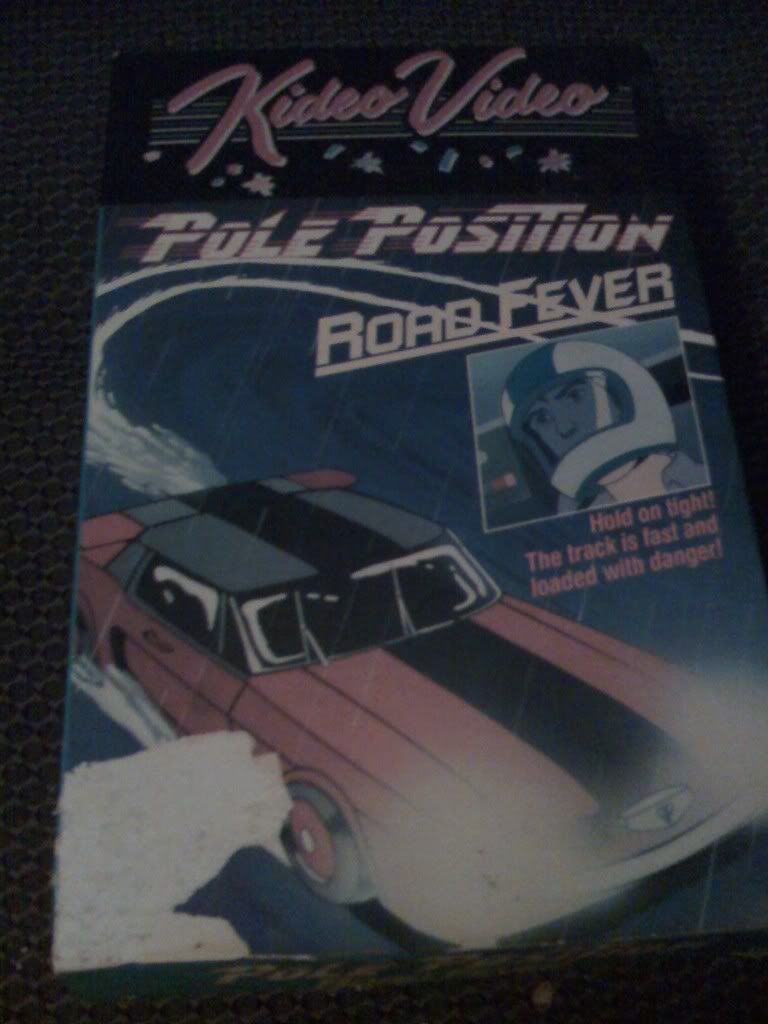 Kideo Video
POLE POSITION
ROAD FEVER
Hold on tight!
The track is fast and
loaded with danger!